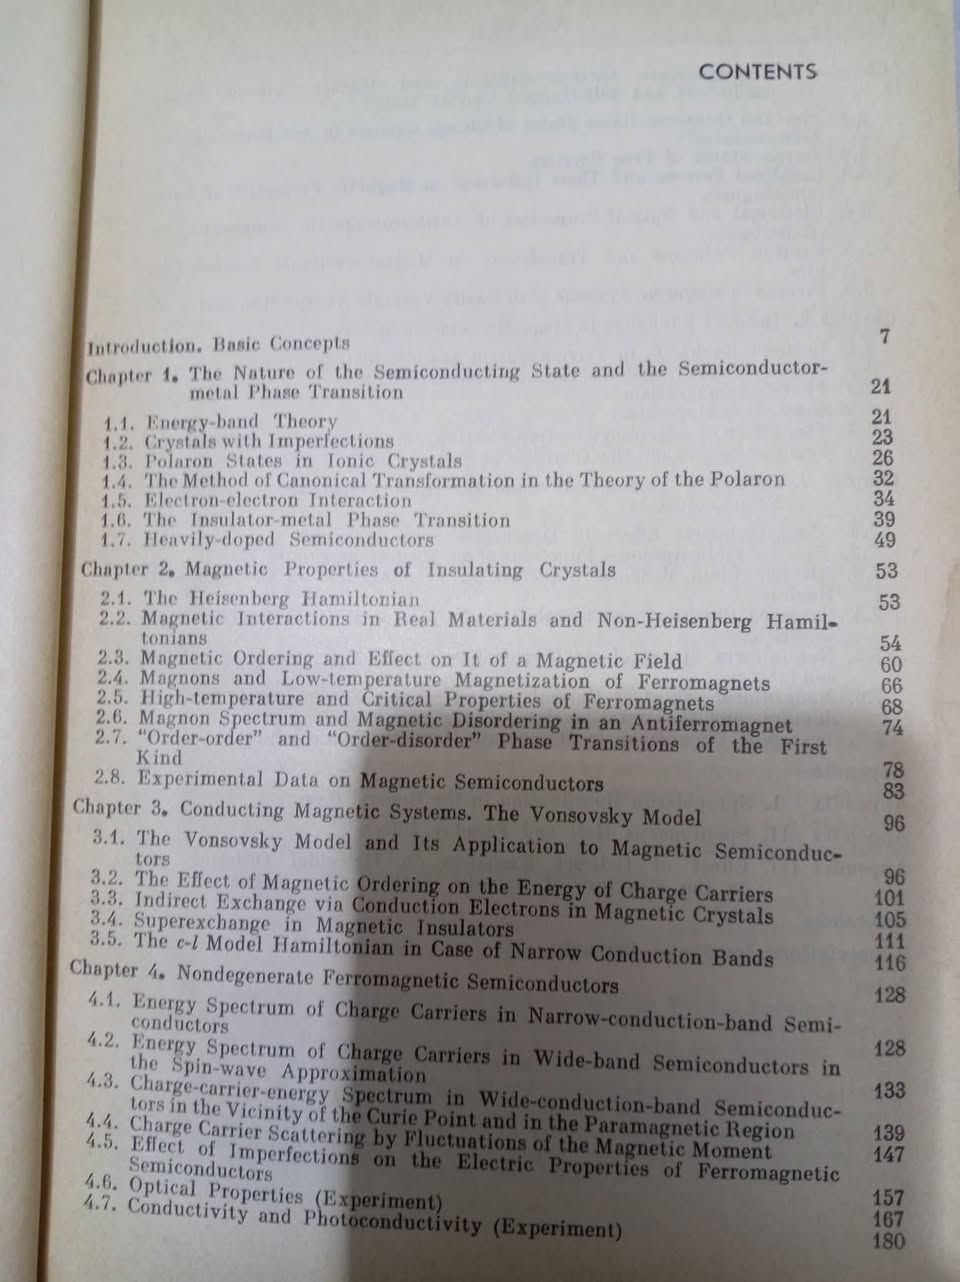 CONTENTS
Introduction. Basic Concepts 7
Chapter 1. The Nature of the Semiconducting State and the Semiconductor-
metal Phase Transition 21
1.1. Energy-band Theory 21
1.2. Crystals with Imperfections 23
1.3. Polaron States in Ionic Crystals 26
1.4. The Method of Canonical Transformation in the Theory of the Polaron 32
1.5. Electron-electron Interaction 34
1.6. The Insulator-metal Phase Transition 39
1.7. Heavily-doped Semiconductors 49
Chapter 2. Magnetic Properties of Insulating Crystals 53
2.1. The Heisenberg Hamiltonian 53
2.2. Magnetic Interactions in Real Materials and Non-Heisenberg Hamil-
tonians 54
2.3. Magnetic Ordering and Effect on It of a Magnetic Field 60
2.4. Magnons and Low-temperature Magnetization of Ferromagnets 66
2.5. High-temperature and Critical Properties of Ferromagnets 68
2.6. Magnon Spectrum and Magnetic Disordering in an Antiferromagnet 74
2.7. “Order-order” and “Order-disorder” Phase Transitions of the First
Kind 78
2.8. Experimental Data on Magnetic Semiconductors 83
Chapter 3. Conducting Magnetic Systems. The Vonsovsky Model 96
3.1. The Vonsovsky Model and Its Application to Magnetic Semiconduc-
tors 96
3.2. The Effect of Magnetic Ordering on the Energy of Charge Carriers 101
3.3. Indirect Exchange via Conduction Electrons in Magnetic Crystals 105
3.4. Superexchange in Magnetic Insulators 111
3.5. The c-l Model Hamiltonian in Case of Narrow Conduction Bands 116
Chapter 4. Nondegenerate Ferromagnetic Semiconductors 128
4.1. Energy Spectrum of Charge Carriers in Narrow-conduction-band Semi-
conductors 128
4.2. Energy Spectrum of Charge Carriers in Wide-band Semiconductors in
the Spin-wave Approximation 133
4.3. Charge-carrier-energy Spectrum in Wide-conduction-band Semiconduc-
tors in the Vicinity of the Curie Point and in the Paramagnetic Region 139
4.4. Charge Carrier Scattering by Fluctuations of the Magnetic Moment 147
4.5. Effect of Imperfections on the Electric Properties of Ferromagnetic
Semiconductors 157
4.6. Optical Properties (Experiment) 167
4.7. Conductivity and Photoconductivity (Experiment) 180